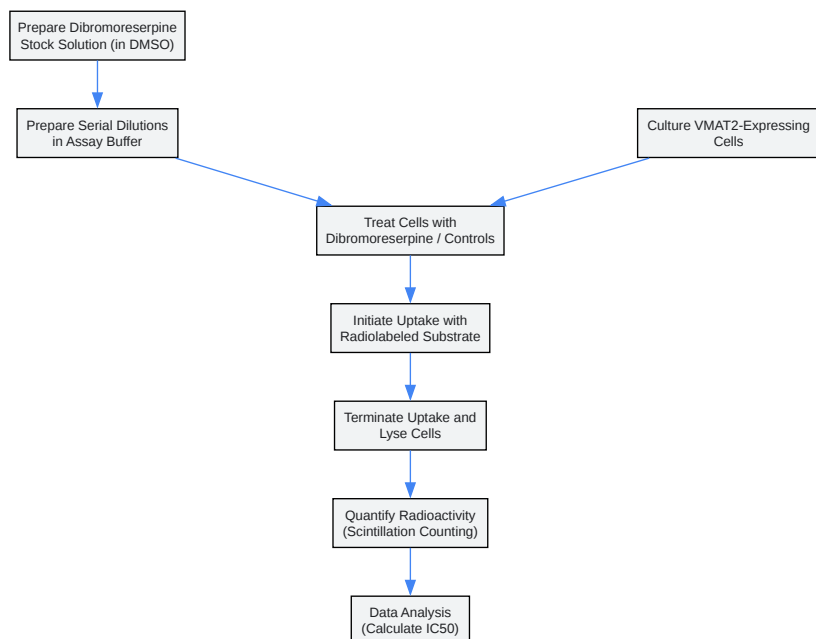 Prepare Dibromoreserpine
Stock Solution (in DMSO)
Prepare Serial Dilutions
in Assay Buffer
Culture VMAT2-Expressing
Cells
Treat Cells with
Dibromoreserpine / Controls
Initiate Uptake with
Radiolabeled Substrate
Terminate Uptake and
Lyse Cells
Quantify Radioactivity
(Scintillation Counting)
Data Analysis
(Calculate IC50)